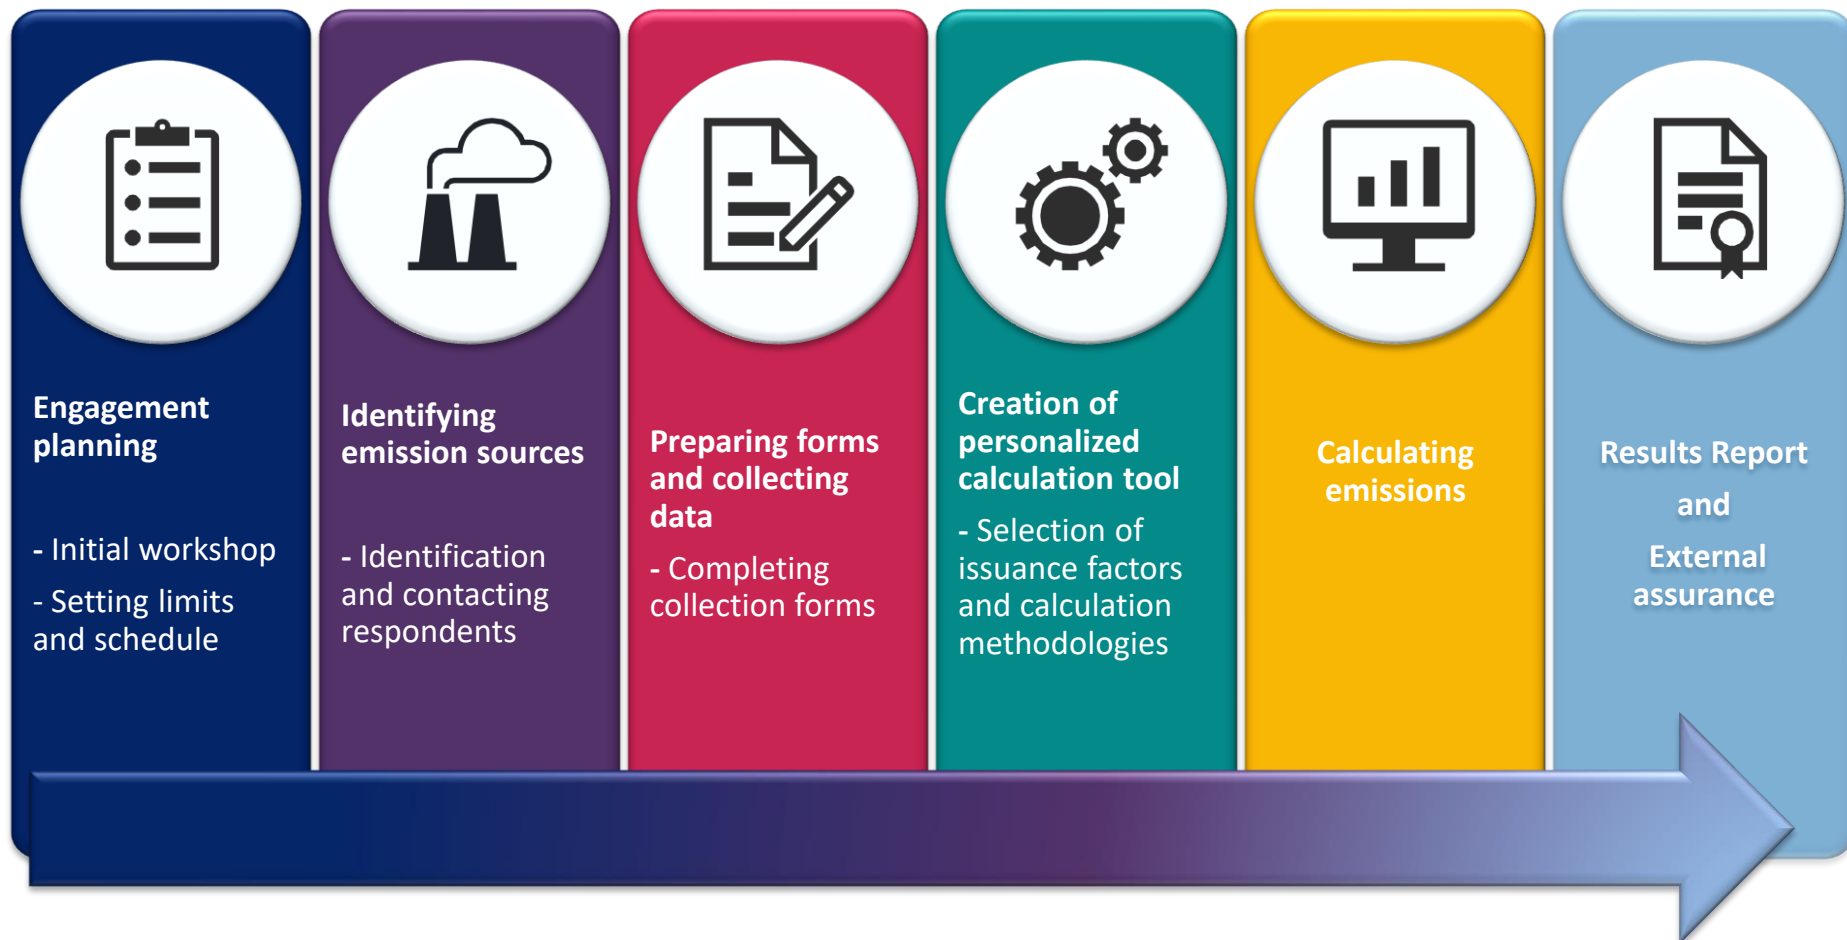 Engagement
planning
- Initial workshop
- Setting limits
and schedule
Identifying
emission sources
- Identification
and contacting
respondents
Preparing forms
and collecting
data
- Completing
collection forms
Creation of
personalized
calculation tool
- Selection of
issuance factors
and calculation
methodologies
Calculating
emissions
Results Report
and
External
assurance